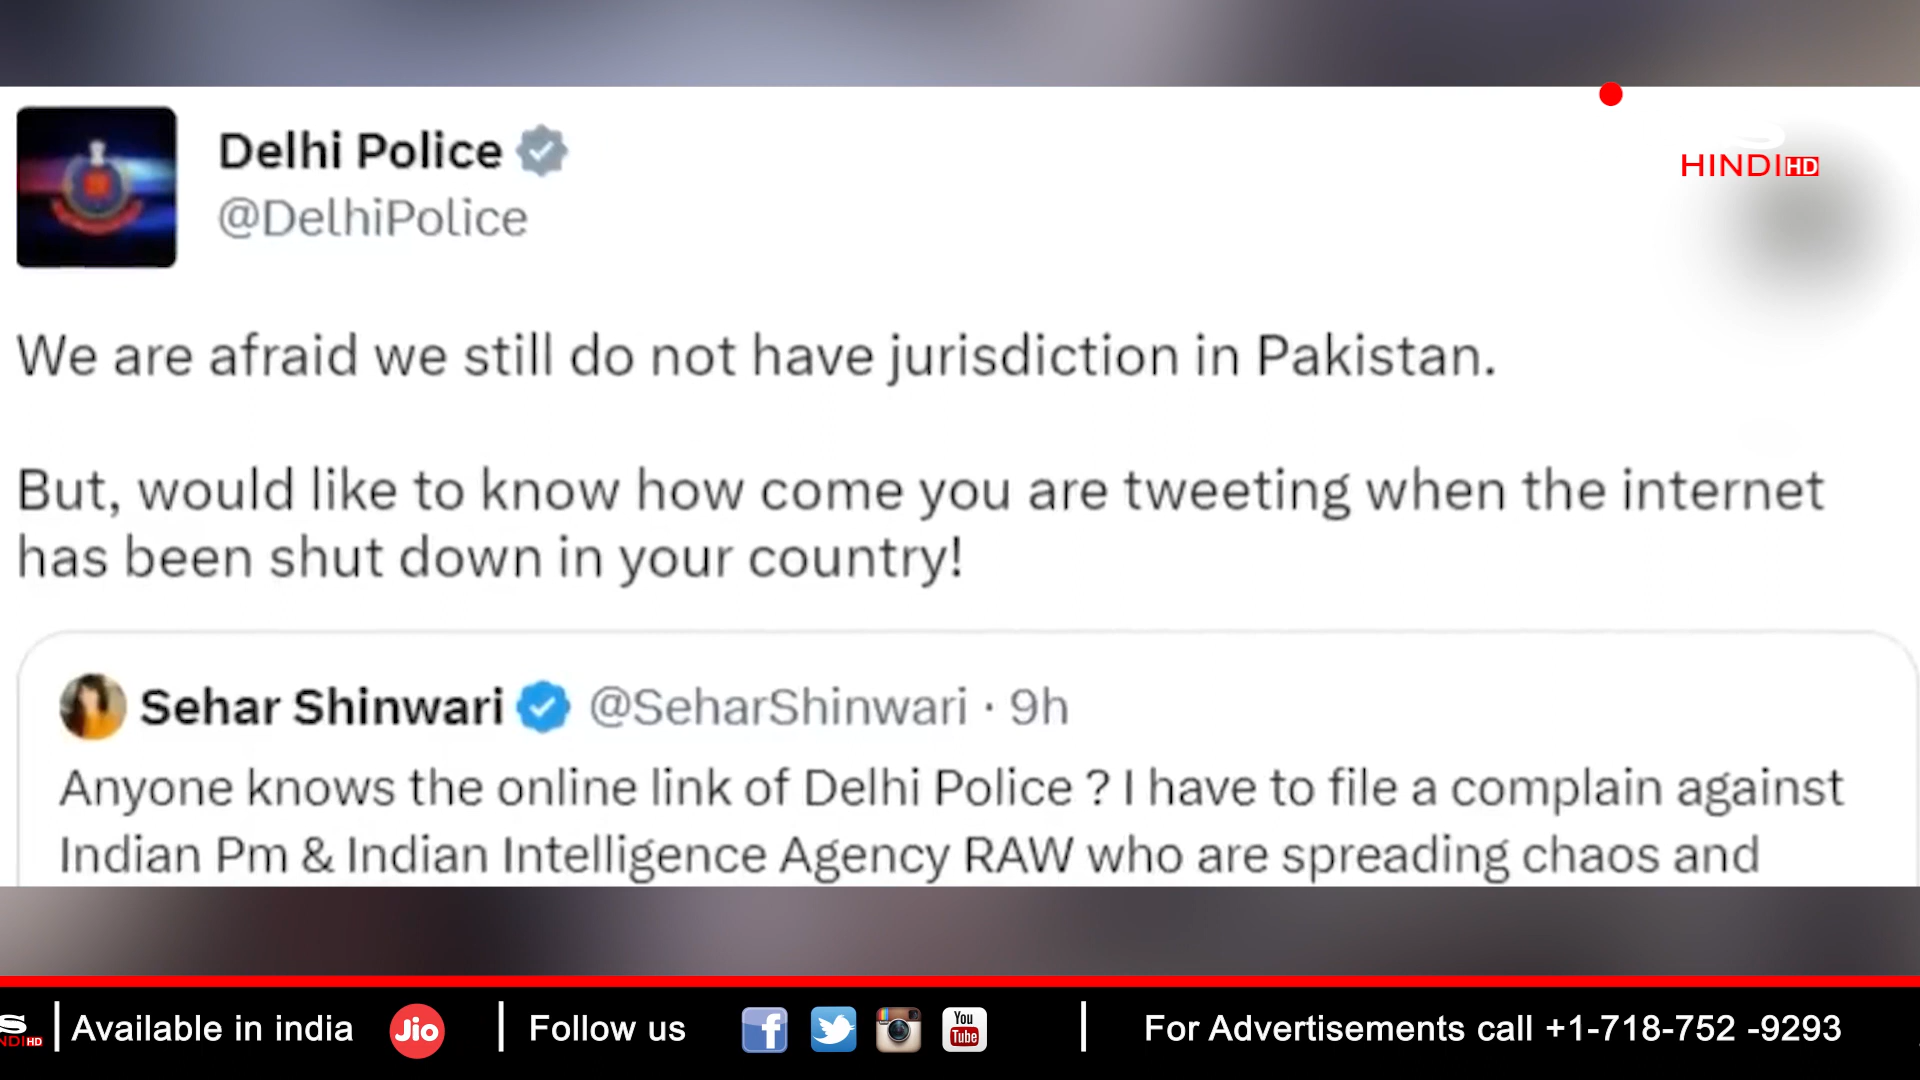 Delhi Police
@DelhiPolice
HINDI HD
We are afraid we still do not have jurisdiction in Pakistan.
But, would like to know how come you are tweeting when the internet
has been shut down in your country!
Sehar Shinwari @SeharShinwari · 9h
Anyone knows the online link of Delhi Police ? I have to file a complain against
Indian Pm & Indian Intelligence Agency RAW who are spreading chaos and
Available in india Jio Follow us f You Tube For Advertisements call +1-718-752 -9293